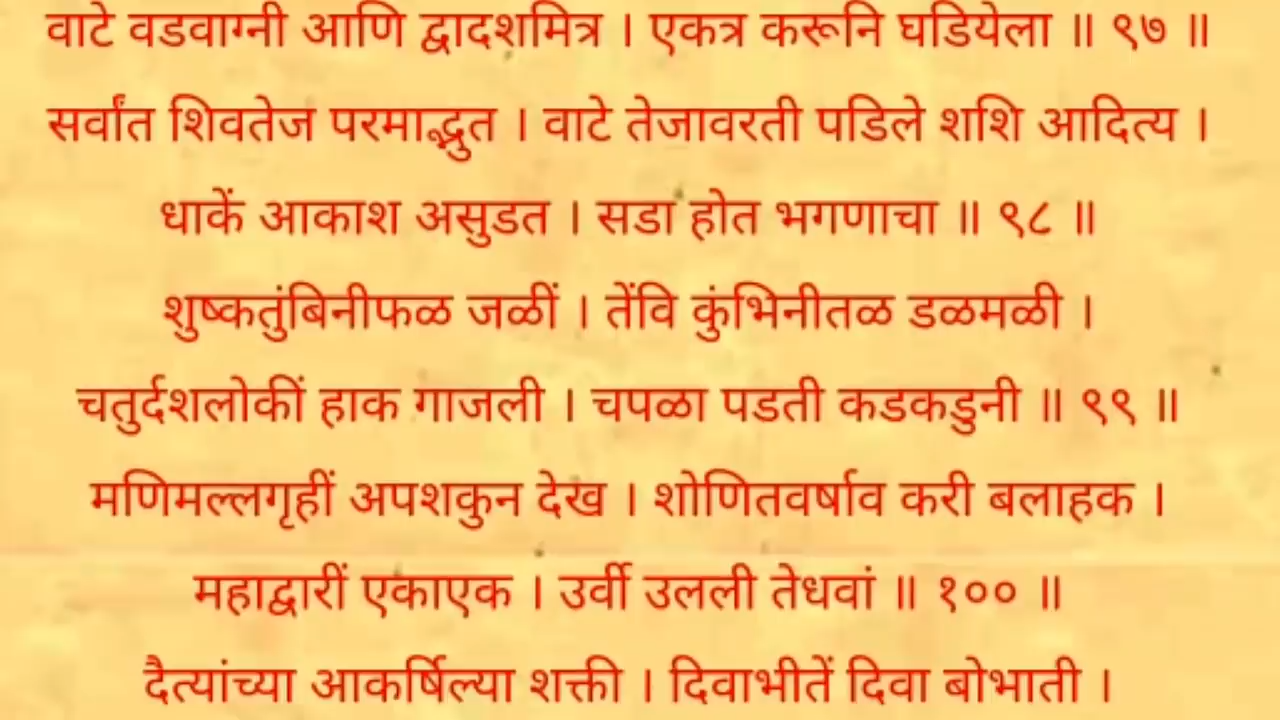 वाटे वडवाग्नी आणि द्वादशमित्र । एकत्र करूनि घडियेला ॥ ९७ ॥
सर्वांत शिवतेज परमाद्भुत । वाटे तेजावरती पडिले शशि आदित्य ।
धाकें आकाश असुडत । सडा होत भगणाचा ॥ ९८ ॥
शुष्कतुंबिनीफळ जळीं । तेंवि कुंभिनीतळ डळमळी ।
चतुर्दशलोकीं हाक गाजली । चपळा पडती कडकडुनी ॥ ९९ ॥
मणिमल्लगृहीं अपशकुन देख । शोणितवर्षाव करी बलाहक ।
महाद्वारीं एकाएक । उर्वी उलली तेधवां ॥ १०० ॥
दैत्यांच्या आकर्षिल्या शक्ती । दिवाभीतें दिवा बोभाती ।